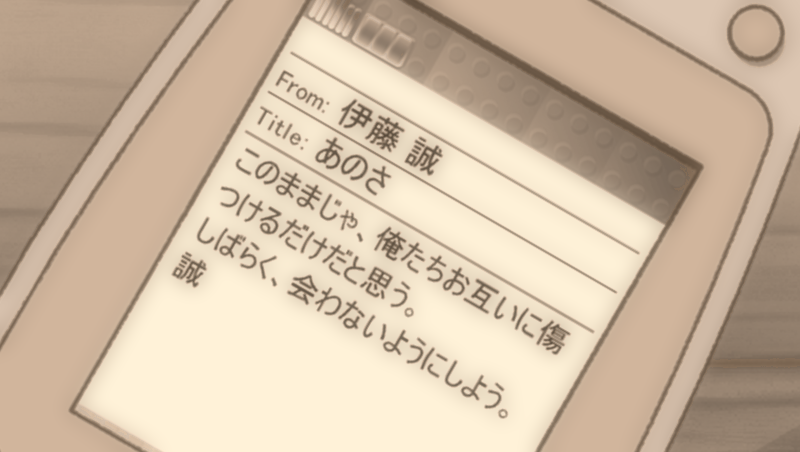 From: 伊藤 誠
Title: あのさ
このままじゃ、俺たちお互いに傷
つけるだけだと思う。
しばらく、会わないようにしよう。
誠